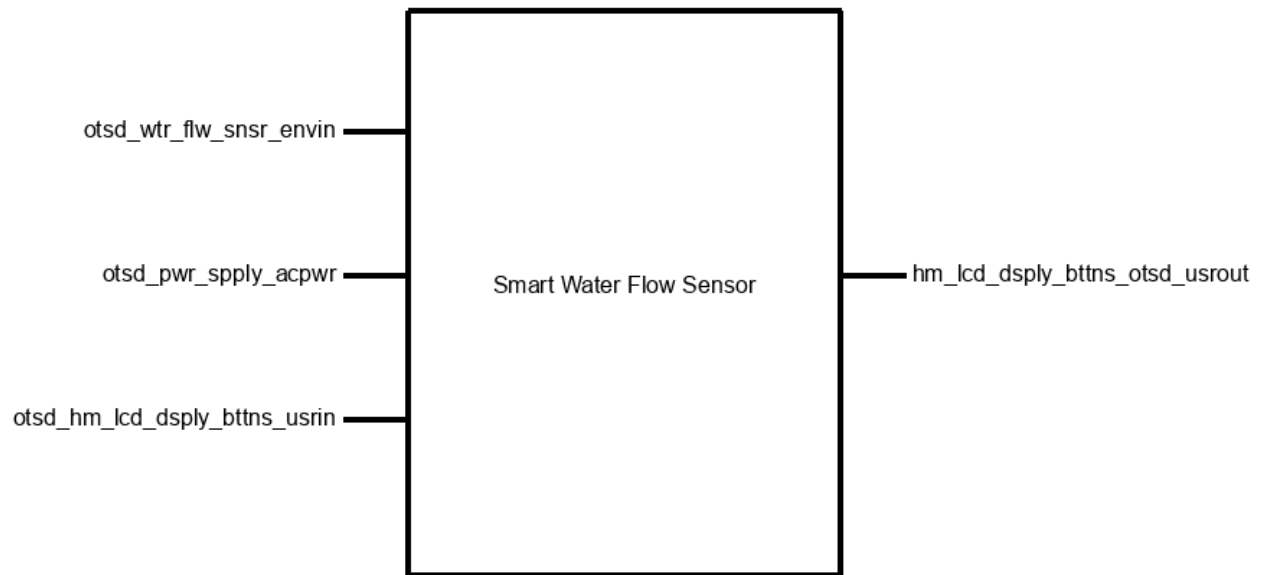 otsd_wtr_flw_snsr_envin
otsd_pwr_spply_acpwr
otsd_hm_lcd_dsply_bttns_usrin
Smart Water Flow Sensor
hm_lcd_dsply_bttns_otsd_usrout